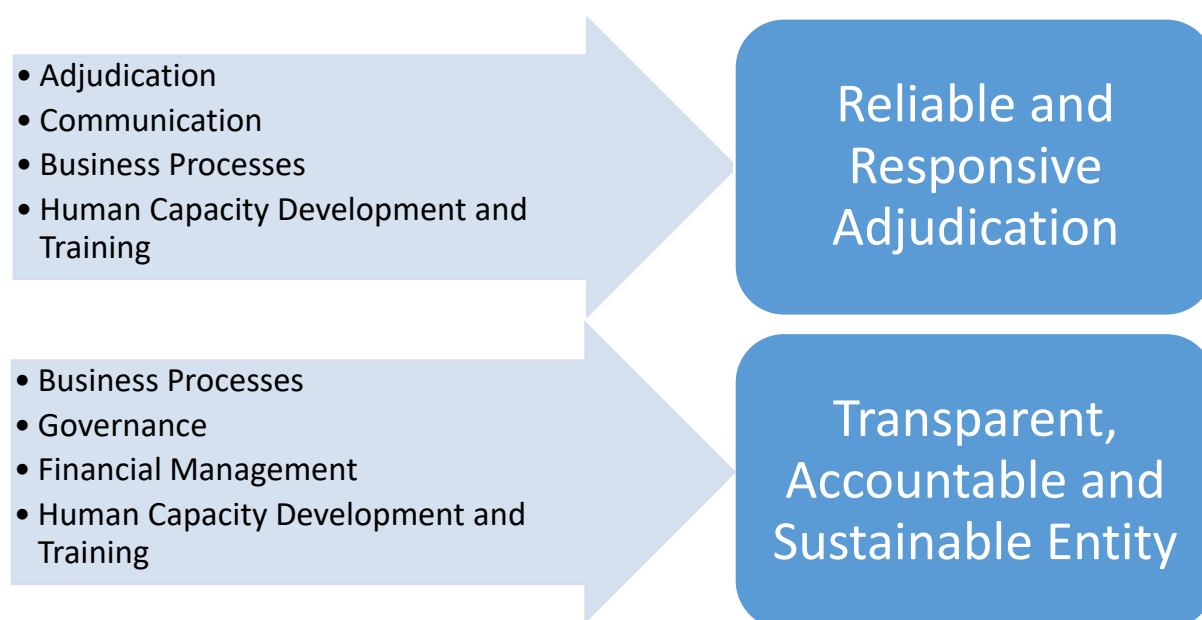 • Adjudication
• Communication
• Business Processes
• Human Capacity Development and
Training
Reliable and
Responsive
Adjudication
• Business Processes
• Governance
• Financial Management
• Human Capacity Development and
Training
Transparent,
Accountable and
Sustainable Entity